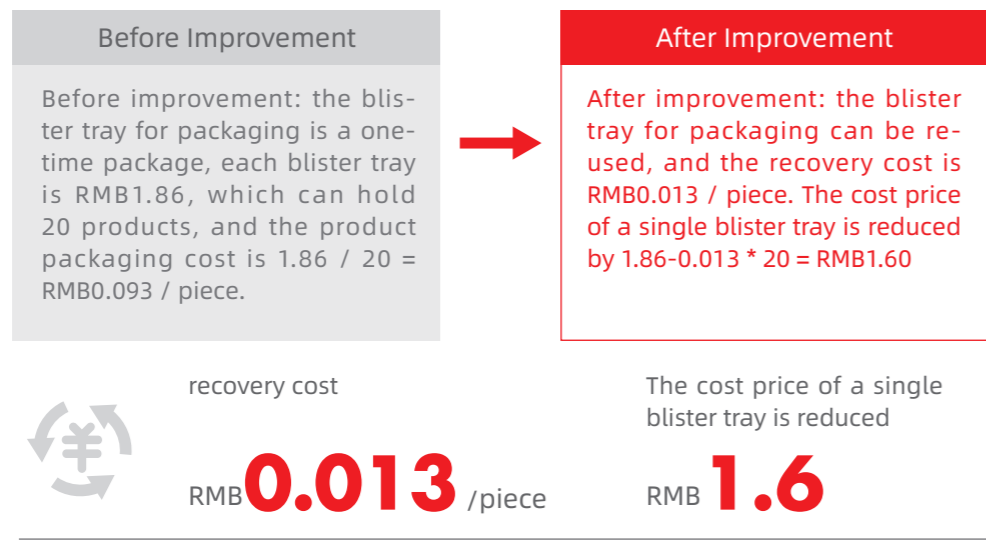 Before Improvement
Before improvement: the blis-
ter tray for packaging is a one-
time package, each blister tray
is RMB1.86, which can hold
20 products, and the product
packaging cost is 1.86 / 20 =
RMB0.093 / piece.
After Improvement
After improvement: the blister
tray for packaging can be re-
used, and the recovery cost is
RMB0.013 / piece. The cost price
of a single blister tray is reduced
by 1.86-0.013 * 20 = RMB1.60
recovery cost
RMB0.013 /piece
The cost price of a single
blister tray is reduced
RMB 1.6